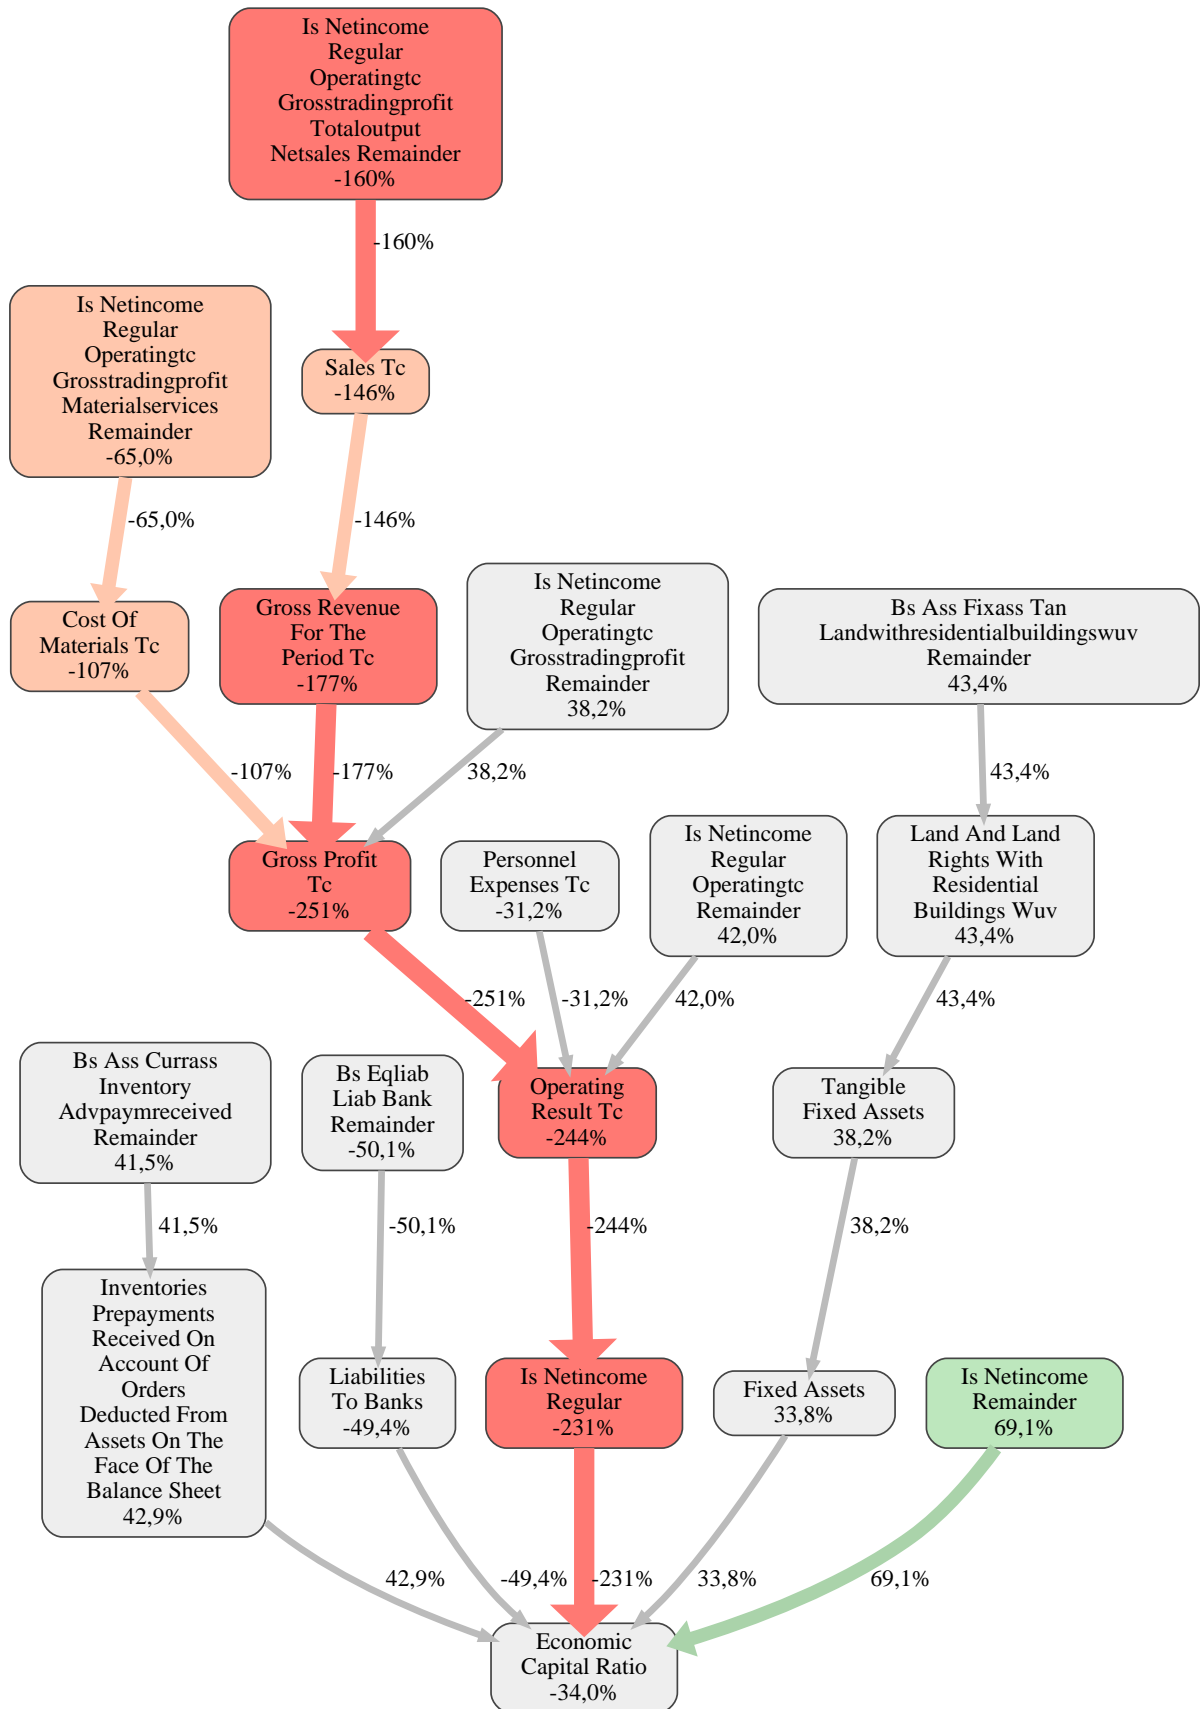 Is Netincome
Regular
Operatingtc
Grosstradingprofit
Totaloutput
Netsales Remainder
-160%
-160%
Is Netincome
Regular
Operatingtc
Grosstradingprofit
Materialservices
Remainder
-65,0%
Sales Tc
-146%
-65,0%
-146%
Cost Of
Materials Tc
-107%
Gross Revenue
For The
Period Tc
-177%
Is Netincome
Regular
Operatingtc
Grosstradingprofit
Remainder
38,2%
Bs Ass Fixass Tan
Landwithresidentialbuildingswuv
Remainder
43,4%
-107%
-177%
38,2%
43,4%
Gross Profit
Tc
-251%
Personnel
Expenses Tc
-31,2%
Is Netincome
Regular
Operatingtc
Remainder
42,0%
Land And Land
Rights With
Residential
Buildings Wuv
43,4%
-251%
-31,2%
42,0%
43,4%
Bs Ass Currass
Inventory
Advpaymreceived
Remainder
41,5%
Bs Eqliab
Liab Bank
Remainder
-50,1%
Operating
Result Tc
-244%
Tangible
Fixed Assets
38,2%
41,5%
-50,1%
-244%
38,2%
Inventories
Prepayments
Received On
Account Of
Orders
Deducted From
Assets On The
Face Of The
Balance Sheet
42,9%
Liabilities
To Banks
-49,4%
Is Netincome
Regular
-231%
Fixed Assets
33,8%
Is Netincome
Remainder
69,1%
42,9%
-49,4%
-231%
33,8%
69,1%
Economic
Capital Ratio
-34,0%